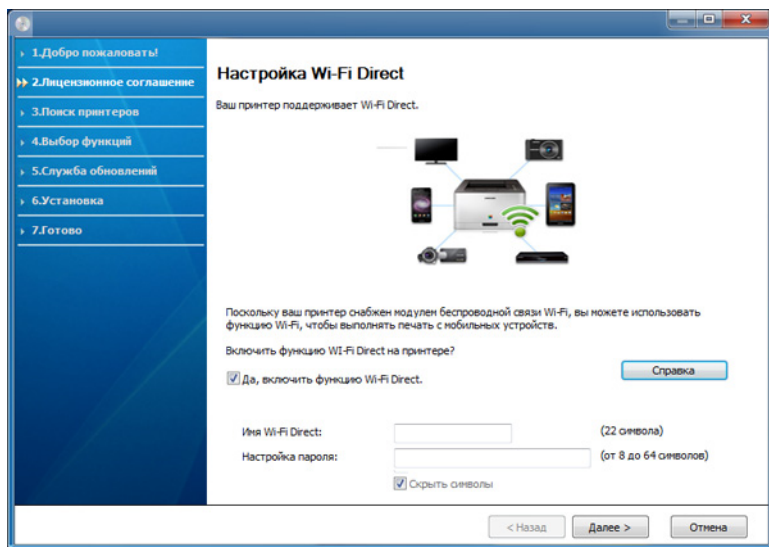 1.Добро пожаловать!
2.Лицензионное соглашение
3.Поиск принтеров
4.Выбор функций
5.Служба обновлений
6.Установка
7.Готово
Настройка Wi-Fi Direct
Ваш принтер поддерживает Wi-Fi Direct.
Поскольку ваш принтер снабжен модулем беспроводной связи Wi-Fi, вы можете использовать
функцию Wi-Fi, чтобы выполнять печать с мобильных устройств.
Включить функцию WI-Fi Direct на принтере?
Да, включить функцию Wi-Fi Direct.
Справка
Имя Wi-Fi Direct:
(22 символа)
Настройка пароля:
(от 8 до 64 символов)
Скрыть символы
< Назад
Далее >
Отмена